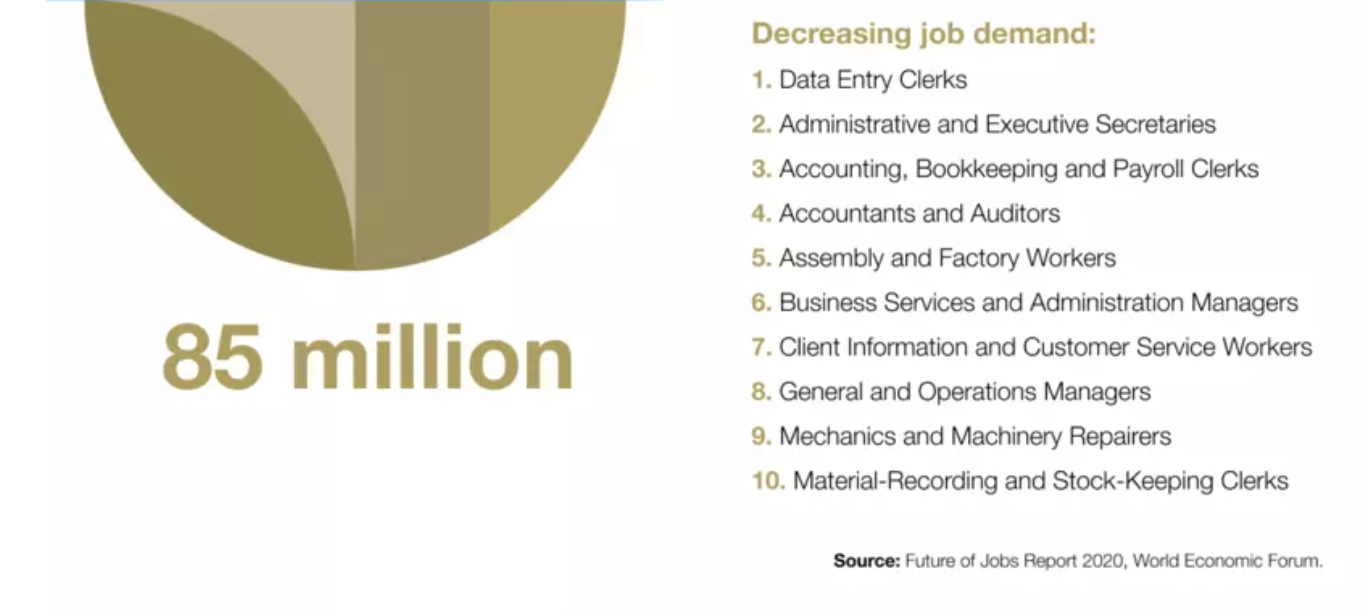 85 million
Decreasing job demand:
1. Data Entry Clerks
2. Administrative and Executive Secretaries
3. Accounting, Bookkeeping and Payroll Clerks
4. Accountants and Auditors
5. Assembly and Factory Workers
6. Business Services and Administration Managers
7. Client Information and Customer Service Workers
8. General and Operations Managers
9. Mechanics and Machinery Repairers
10. Material-Recording and Stock-Keeping Clerks
Source: Future of Jobs Report 2020, World Economic Forum.